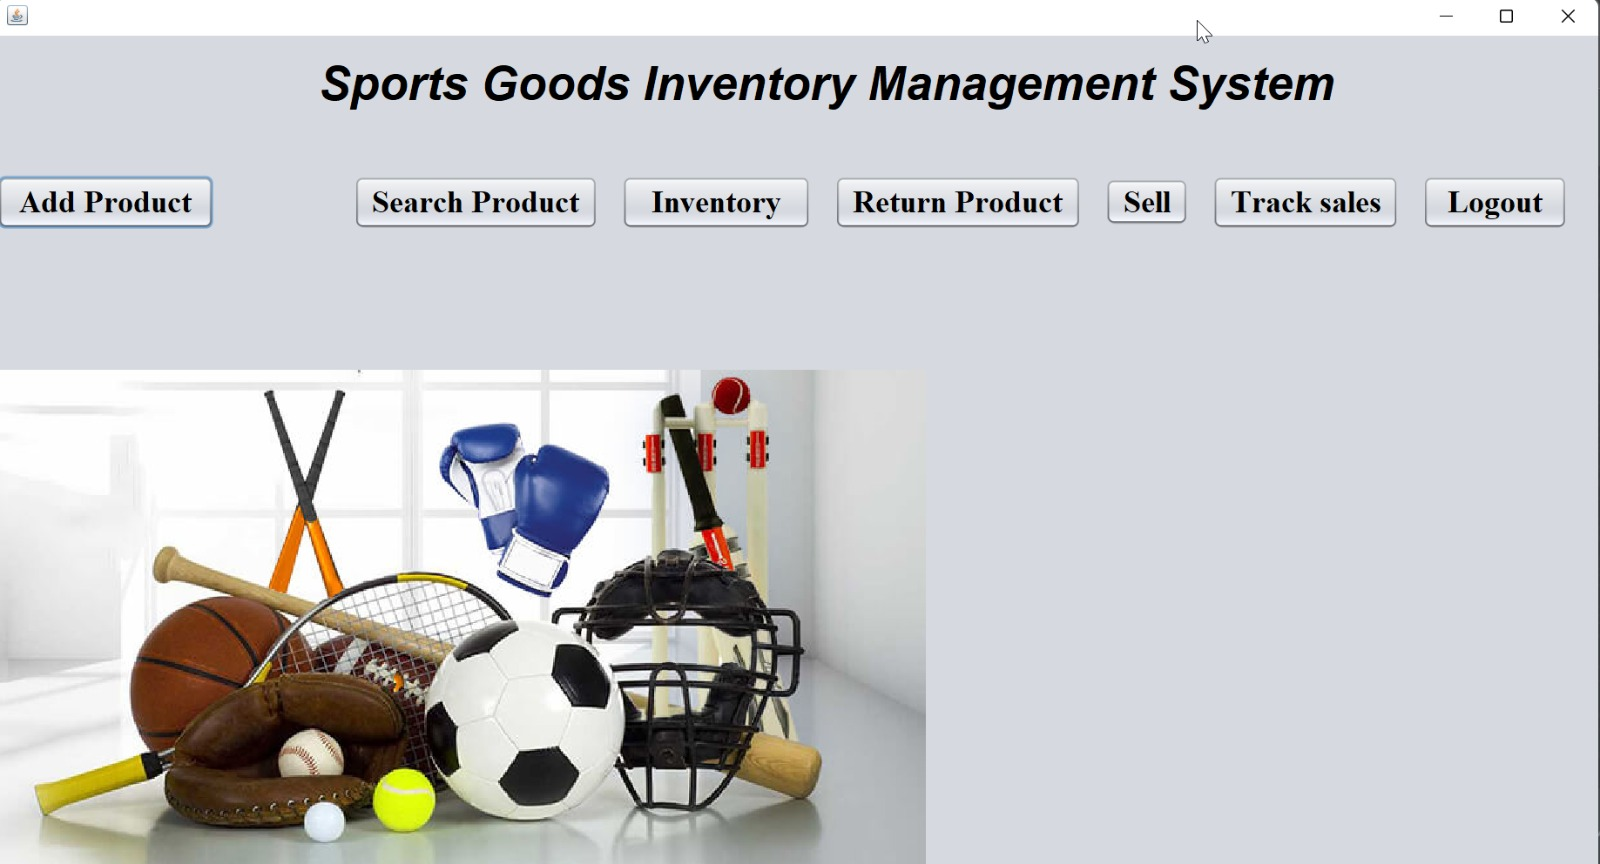 Sports Goods Inventory Management System
Add Product Search Product Inventory Return Product Sell Track sales Logout